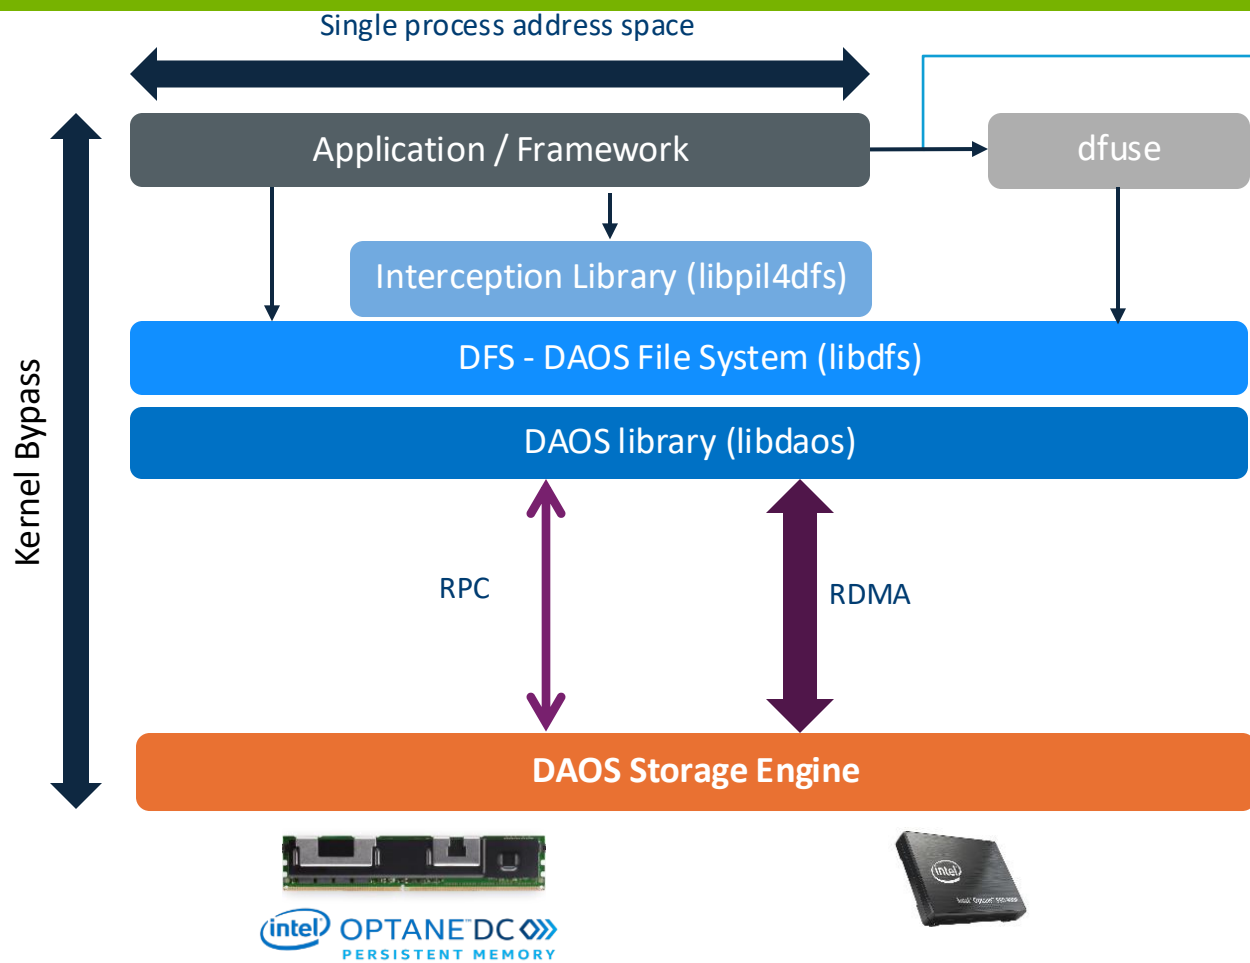 Single process address space
Application / Framework
dfuse
Interception Library (libpil4dfs)
DFS - DAOS File System (libdfs)
DAOS library (libdaos)
Kernel Bypass
RPC
RDMA
DAOS Storage Engine
intel OPTANE™ DC
PERSISTENT MEMORY
intel